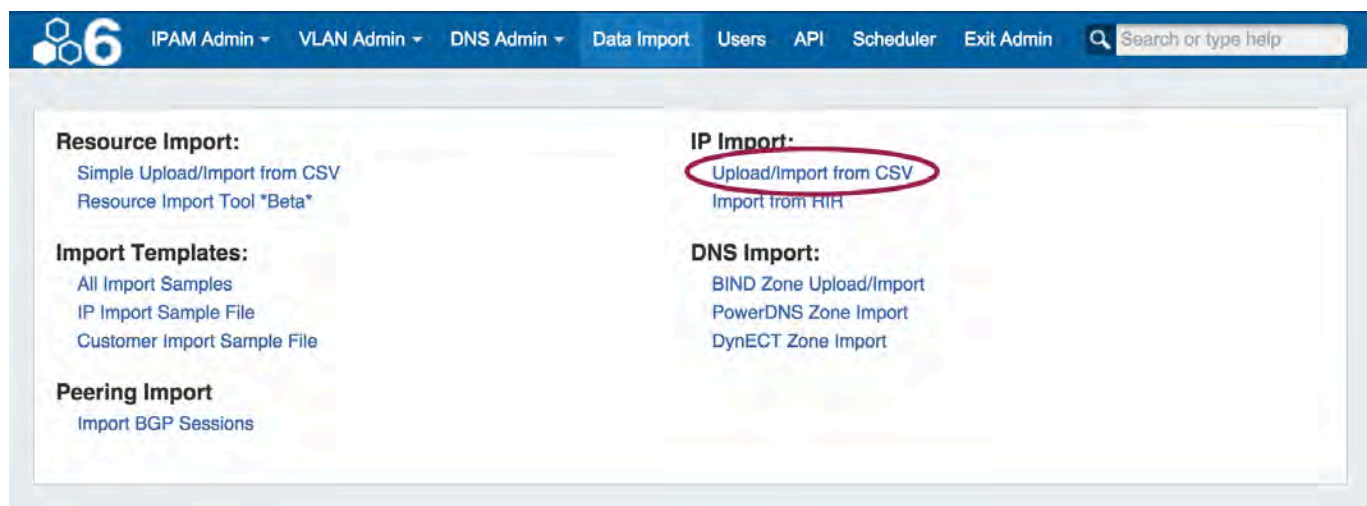 6 IPAM Admin VLAN Admin DNS Admin Data Import Users API Scheduler Exit Admin Search or type help
Resource Import:
Simple Upload/Import from CSV
Resource Import Tool *Beta*
Import Templates:
All Import Samples
IP Import Sample File
Customer Import Sample File
Peering Import
Import BGP Sessions
IP Import:
Upload/Import from CSV
Import from RIR
DNS Import:
BIND Zone Upload/Import
PowerDNS Zone Import
DynECT Zone Import